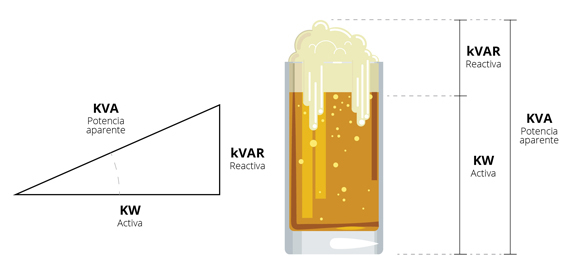 KVA
Potencia
aparente
kVAR
Reactiva
KW
Activa
kVAR
Reactiva
KW
Activa
KVA
Potencia
aparente